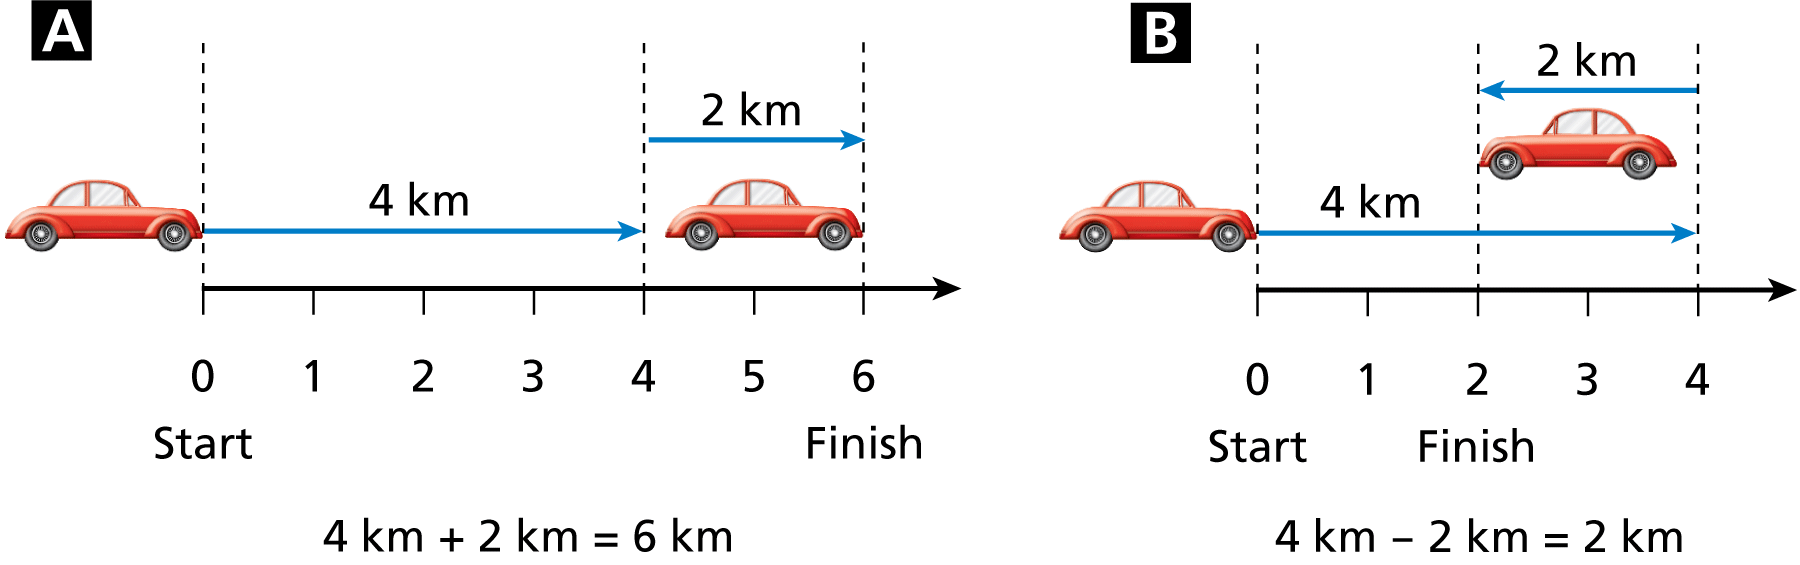 A
2 km
4 km
0 1 2 3 4 5 6
Start Finish
4 km + 2 km = 6 km
B
2 km
4 km
0 1 2 3 4
Start Finish
4 km – 2 km = 2 km